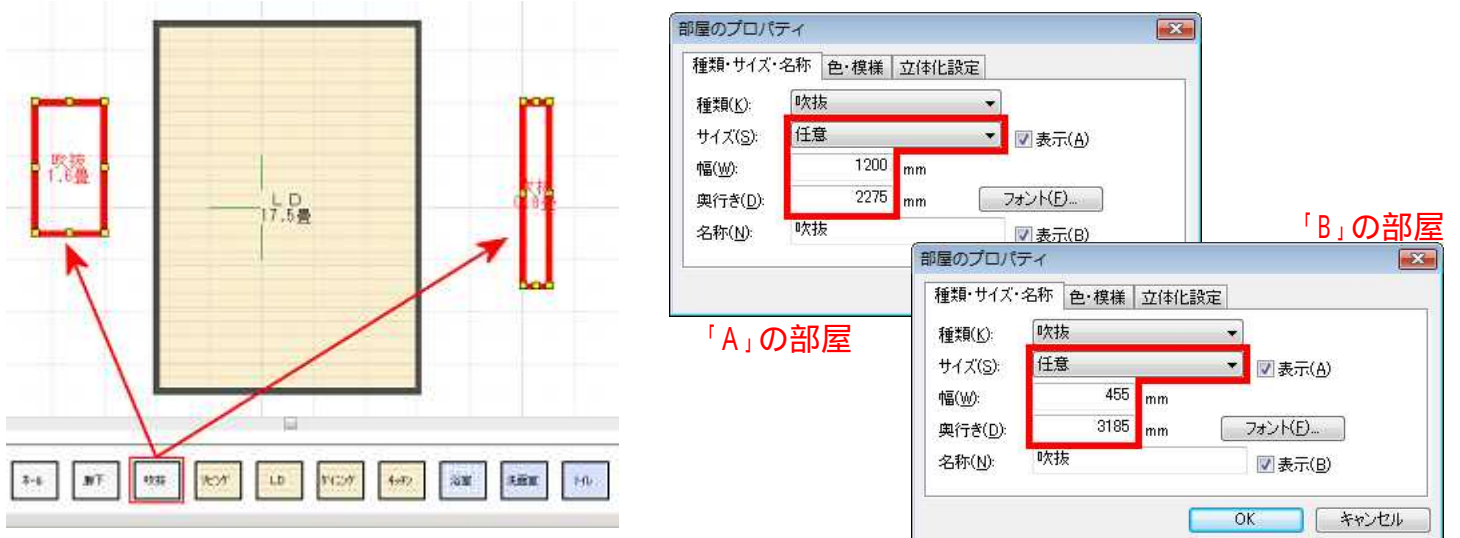 吹抜
1.6畳
LD
17.5畳
吹抜
0.8畳
ホール
廊下
吹抜
リビング
LD
ダイニング
キッチン
浴室
洗面室
トイレ
部屋のプロパティ
種類・サイズ・名称 色・模様 立体化設定
種類(K): 吹抜
サイズ(S): 任意 表示(A)
幅(W): 1200 mm
奥行き(D): 2275 mm フォント(F)...
名称(N): 吹抜 表示(B)
「A」の部屋
「B」の部屋
部屋のプロパティ
種類・サイズ・名称 色・模様 立体化設定
種類(K): 吹抜
サイズ(S): 任意 表示(A)
幅(W): 455 mm
奥行き(D): 3185 mm フォント(F)...
名称(N): 吹抜 表示(B)
OK キャンセル